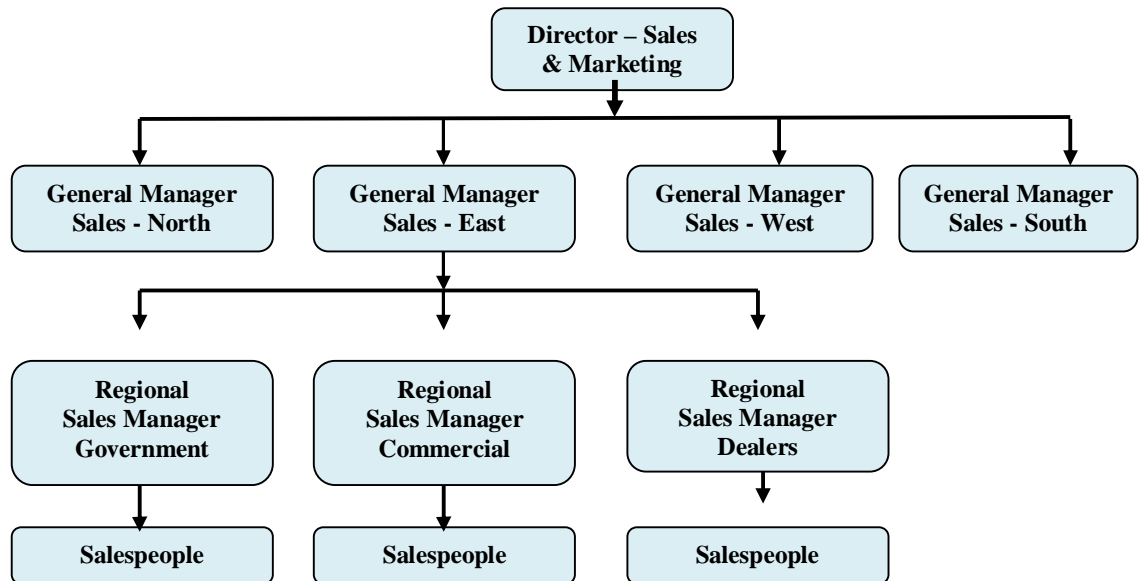 Director – Sales
& Marketing
General Manager
Sales - North
General Manager
Sales - East
General Manager
Sales - West
General Manager
Sales - South
Regional
Sales Manager
Government
Regional
Sales Manager
Commercial
Regional
Sales Manager
Dealers
Salespeople
Salespeople
Salespeople